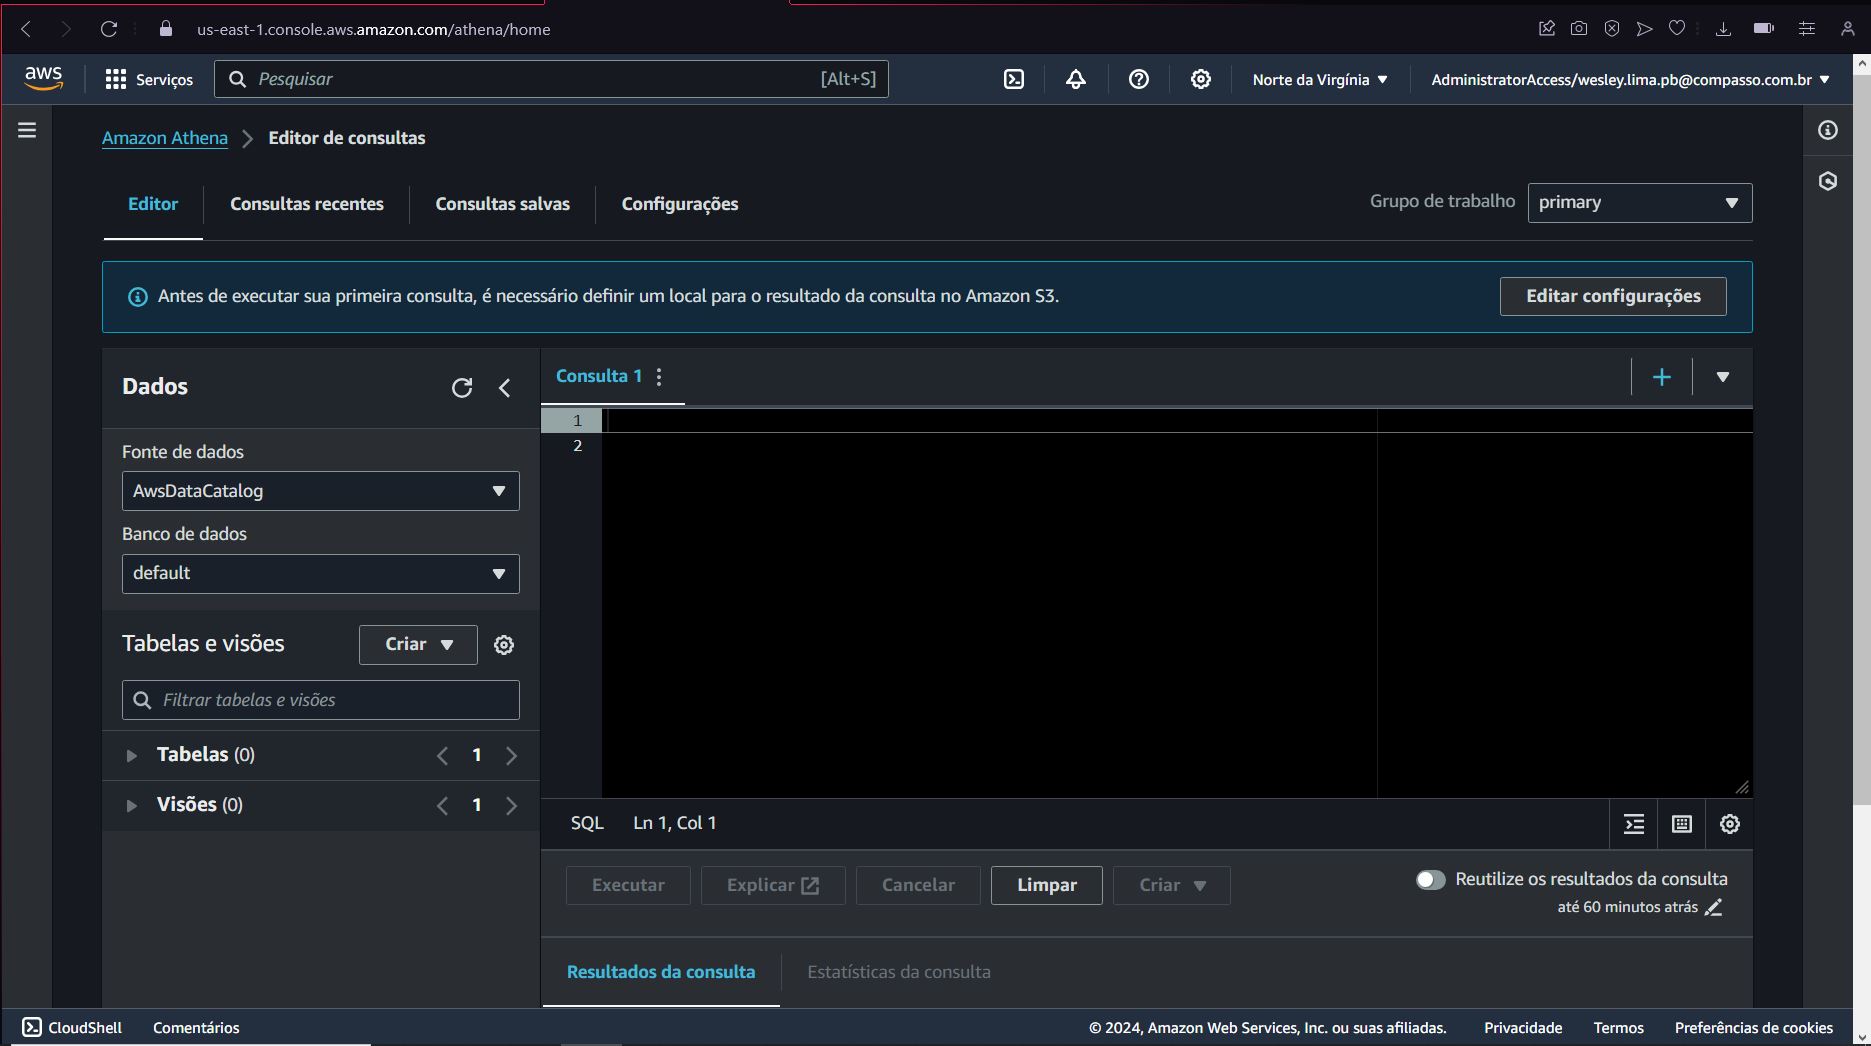 us-east-1.console.aws.amazon.com/athena/home
aws
Serviços
Pesquisar
[Alt+S]
Norte da Virgínia
AdministratorAccess/wesley.lima.pb@compasso.com.br
Amazon Athena
Editor de consultas
Editor
Consultas recentes
Consultas salvas
Configurações
Grupo de trabalho
primary
Antes de executar sua primeira consulta, é necessário definir um local para o resultado da consulta no Amazon S3.
Editar configurações
Dados
Fonte de dados
AwsDataCatalog
Banco de dados
default
Tabelas e visões
Criar
Filtrar tabelas e visões
Tabelas (0)
1
Visões (0)
1
Consulta 1
1
2
SQL
Ln 1, Col 1
Executar
Explicar
Cancelar
Limpar
Criar
Reutilize os resultados da consulta
até 60 minutos atrás
Resultados da consulta
Estatísticas da consulta
CloudShell
Comentários
© 2024, Amazon Web Services, Inc. ou suas afiliadas.
Privacidade
Termos
Preferências de cookies